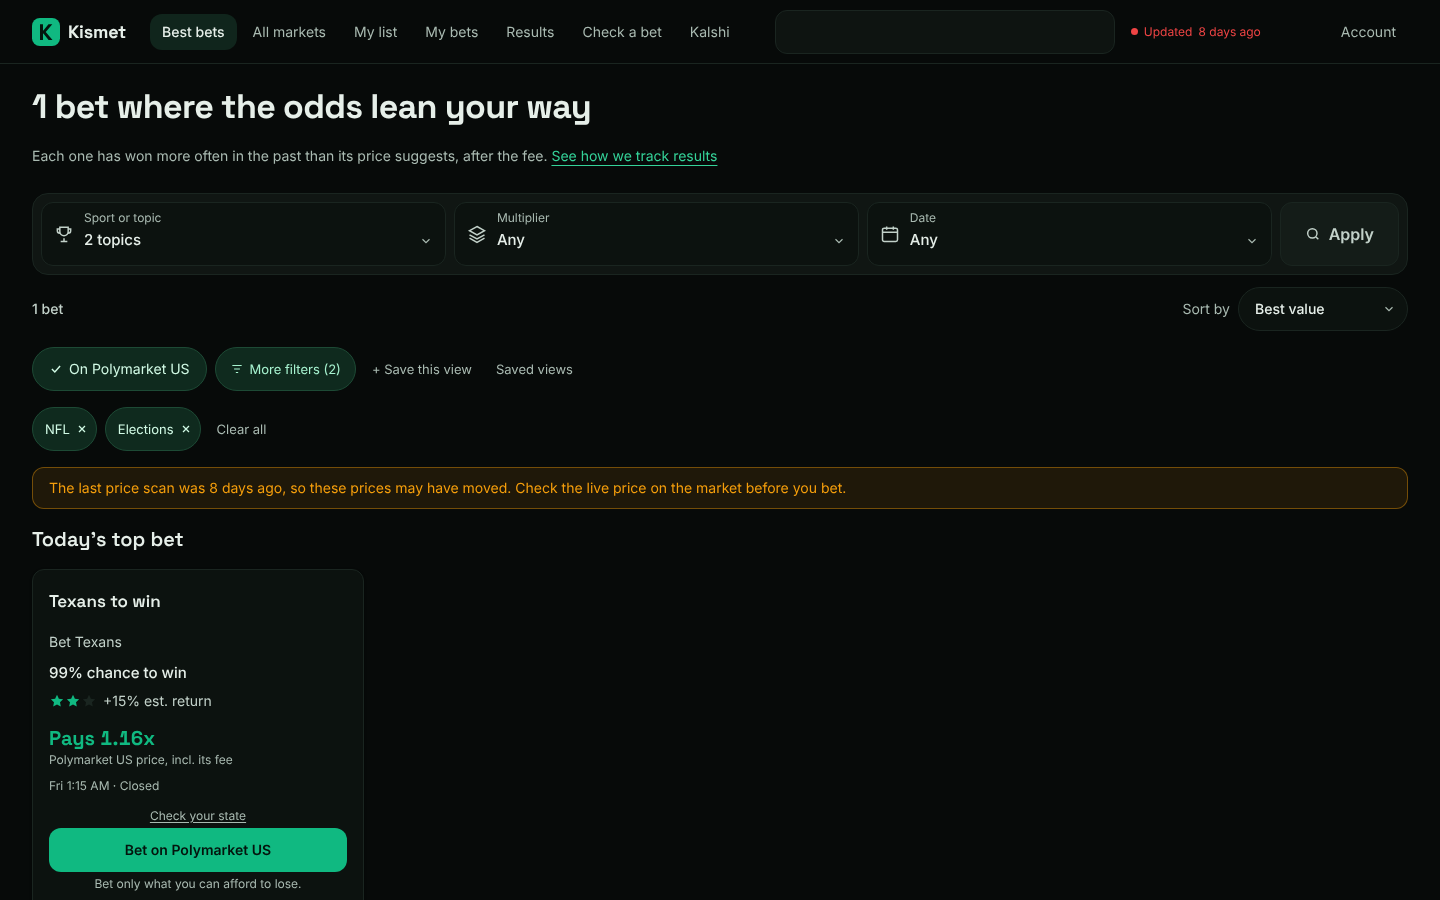 Kismet
Best bets
All markets
My list
My bets
Results
Check a bet
Kalshi
Updated 8 days ago
Account
1 bet where the odds lean your way
Each one has won more often in the past than its price suggests, after the fee. See how we track results
Sport or topic
2 topics
Multiplier
Any
Date
Any
Apply
1 bet
Sort by
Best value
On Polymarket US
More filters (2)
+ Save this view
Saved views
NFL ×
Elections ×
Clear all
The last price scan was 8 days ago, so these prices may have moved. Check the live price on the market before you bet.
Today's top bet
Texans to win
Bet Texans
99% chance to win
+15% est. return
Pays 1.16x
Polymarket US price, incl. its fee
Fri 1:15 AM · Closed
Check your state
Bet on Polymarket US
Bet only what you can afford to lose.